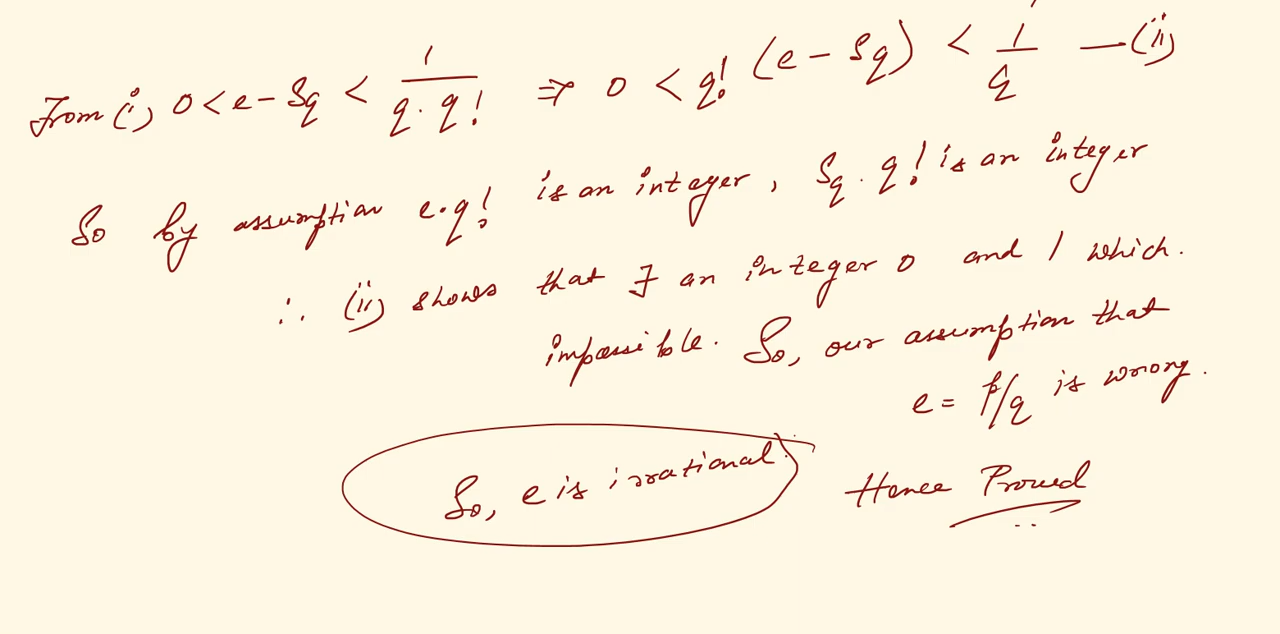 From (i), 0 < e - Sq < 1/(q. q!) ⇒ 0 < q! (e - Sq) < 1/q —(ii)
So by assumption e.q! is an integer, Sq . q! is an integer
∴ (ii) shows that ∃ an integer 0 and 1 which.
impossible. So, our assumption that
e = p/q is wrong.
So, e is irrational.
Hence Proved